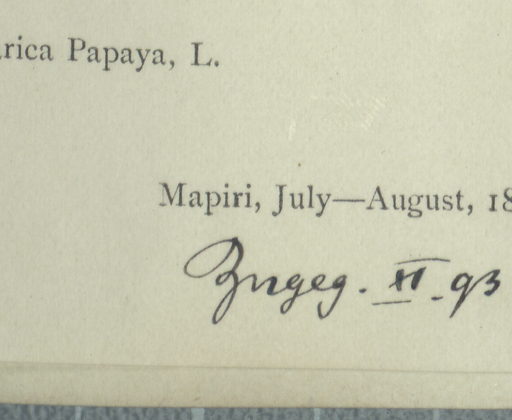 arica Papaya, L.
Mapiri, July—August, 18
Zugeg. XI. 93